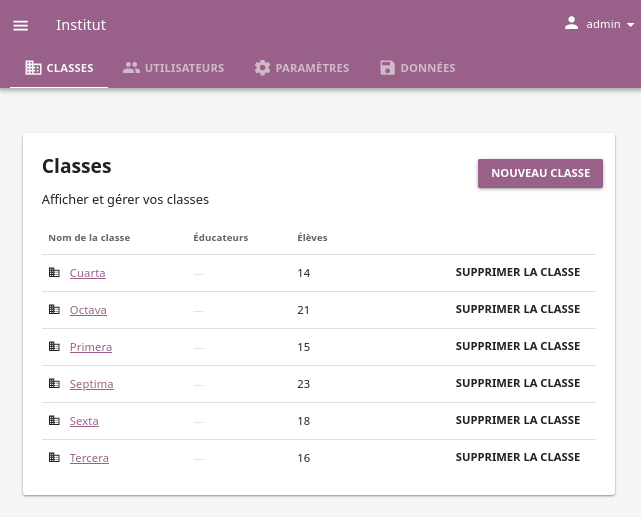 Institut
admin
CLASSES UTILISATEURS PARAMÈTRES DONNÉES
Classes
NOUVEAU CLASSE
Afficher et gérer vos classes
Nom de la classe Éducateurs Élèves
Cuarta — 14 SUPPRIMER LA CLASSE
Octava — 21 SUPPRIMER LA CLASSE
Primera — 15 SUPPRIMER LA CLASSE
Septima — 23 SUPPRIMER LA CLASSE
Sexta — 18 SUPPRIMER LA CLASSE
Tercera — 16 SUPPRIMER LA CLASSE